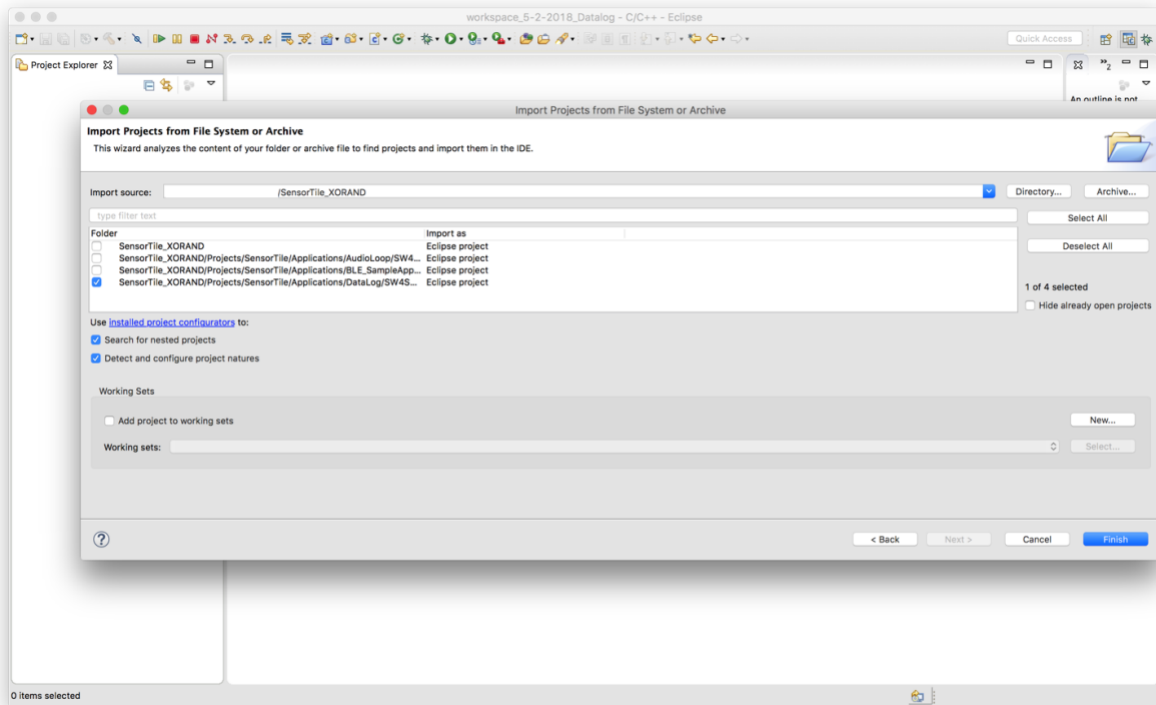 workspace_5-2-2018_Datalog - C/C++ - Eclipse
Quick Access
Project Explorer
2
An outline is not
Import Projects from File System or Archive
Import Projects from File System or Archive
This wizard analyzes the content of your folder or archive file to find projects and import them in the IDE.
Import source: /SensorTile_XORAND Directory... Archive...
type filter text Select All
Folder Import as
SensorTile_XORAND Eclipse project Deselect All
SensorTile_XORAND/Projects/SensorTile/Applications/AudioLoop/SW4... Eclipse project
SensorTile_XORAND/Projects/SensorTile/Applications/BLE_SampleApp... Eclipse project
SensorTile_XORAND/Projects/SensorTile/Applications/DataLog/SW4S... Eclipse project
1 of 4 selected
Hide already open projects
Use installed project configurators to:
Search for nested projects
Detect and configure project natures
Working Sets
Add project to working sets New...
Working sets: Select...
? < Back Next > Cancel Finish
0 items selected